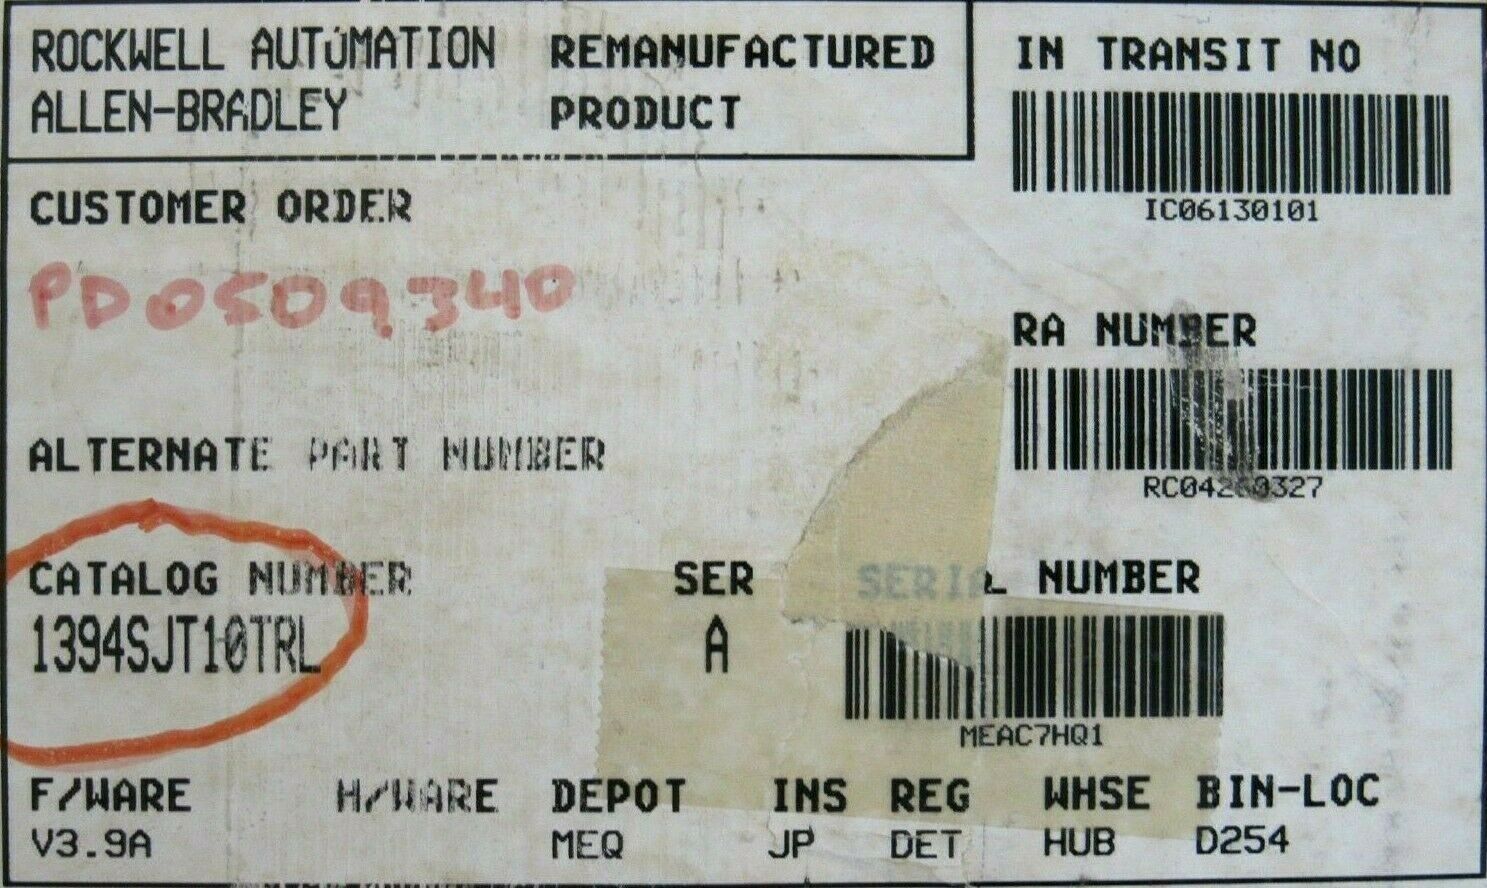 ROCKWELL AUTOMATION REMANUFACTURED
ALLEN-BRADLEY PRODUCT
IN TRANSIT NO
IC06130101
CUSTOMER ORDER
PD0509340
RA NUMBER
ALTERNATE PART NUMBER
CATALOG NUMBER SER SERIAL NUMBER
1394SJT10TRL A
MEAC7HQ1
F/WARE H/WARE DEPOT INS REG WHSE BIN-LOC
V3.9A MEQ JP DET HUB D254